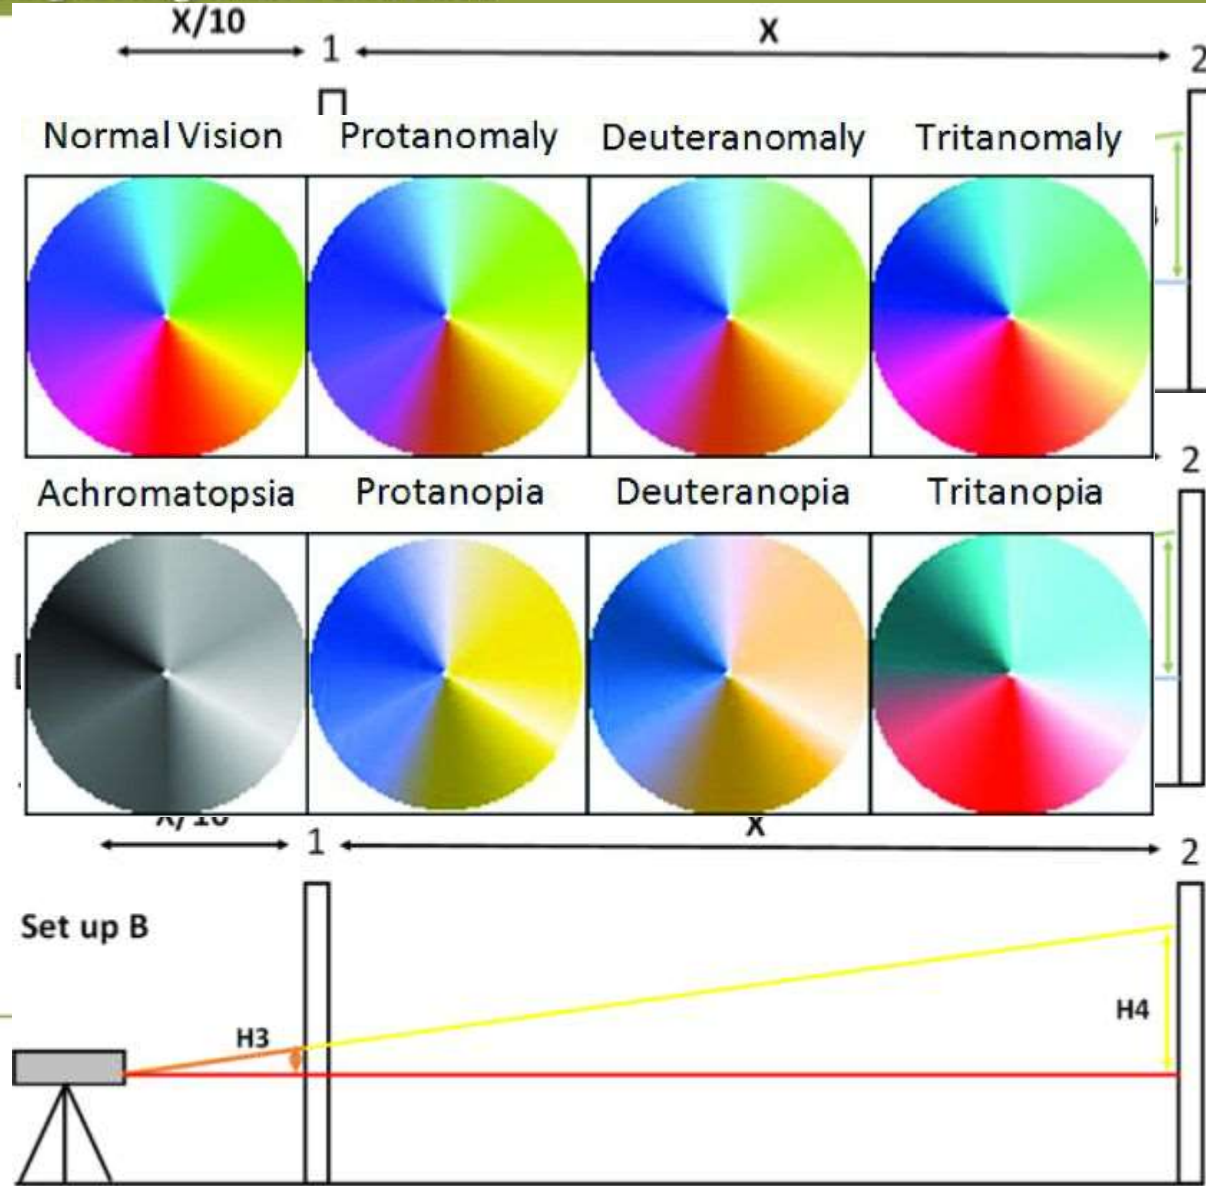 X/10 1 X 2
Normal Vision Protanomaly Deuteranomaly Tritanomaly
2
Achromatopsia Protanopia Deuteranopia Tritanopia
X/10 1 X 2
Set up B
H3
H4